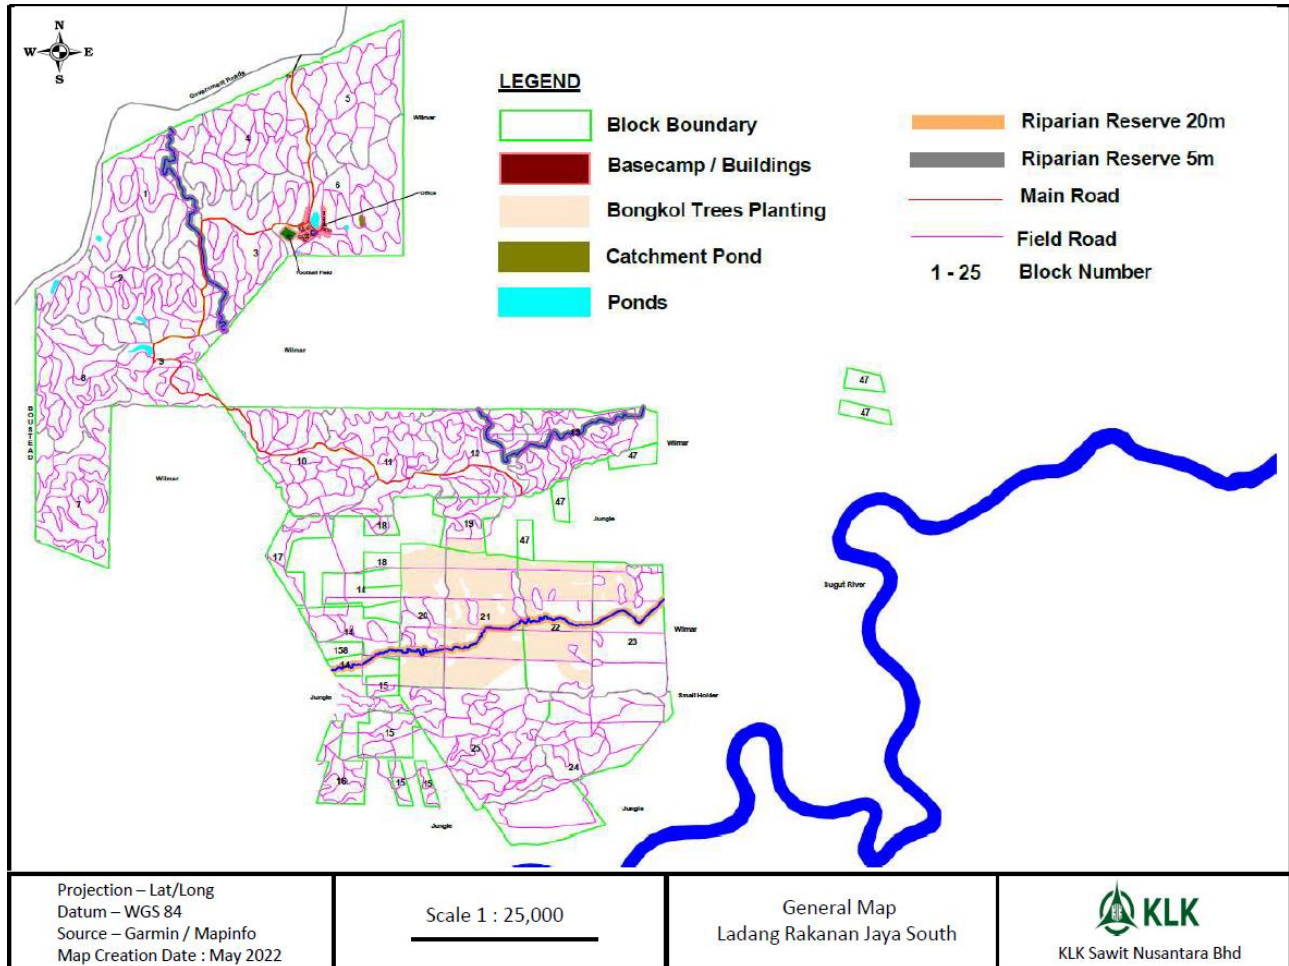 N
W E
S
Government Roads
5
Wilmar
4
1
6
Office
3
Football Field
2
Wilmar
9
8
BOUSTEAD
7
Wilmar
LEGEND
Block Boundary
Basecamp / Buildings
Bongkol Trees Planting
Catchment Pond
Ponds
Riparian Reserve 20m
Riparian Reserve 5m
Main Road
Field Road
1 - 25 Block Number
47
47
13
Wilmar
12
47
10
11
47
Jungle
18
19
47
17
18
Sugut River
20
21
22
Wilmar
14
23
15B
14
15
Jungle
Small Holder
15
25
24
16
15
15
Jungle
Jungle
Projection – Lat/Long
Datum – WGS 84
Source – Garmin / Mapinfo
Map Creation Date : May 2022
Scale 1 : 25,000
General Map
Ladang Rakanan Jaya South
KLK
KLK Sawit Nusantara Bhd